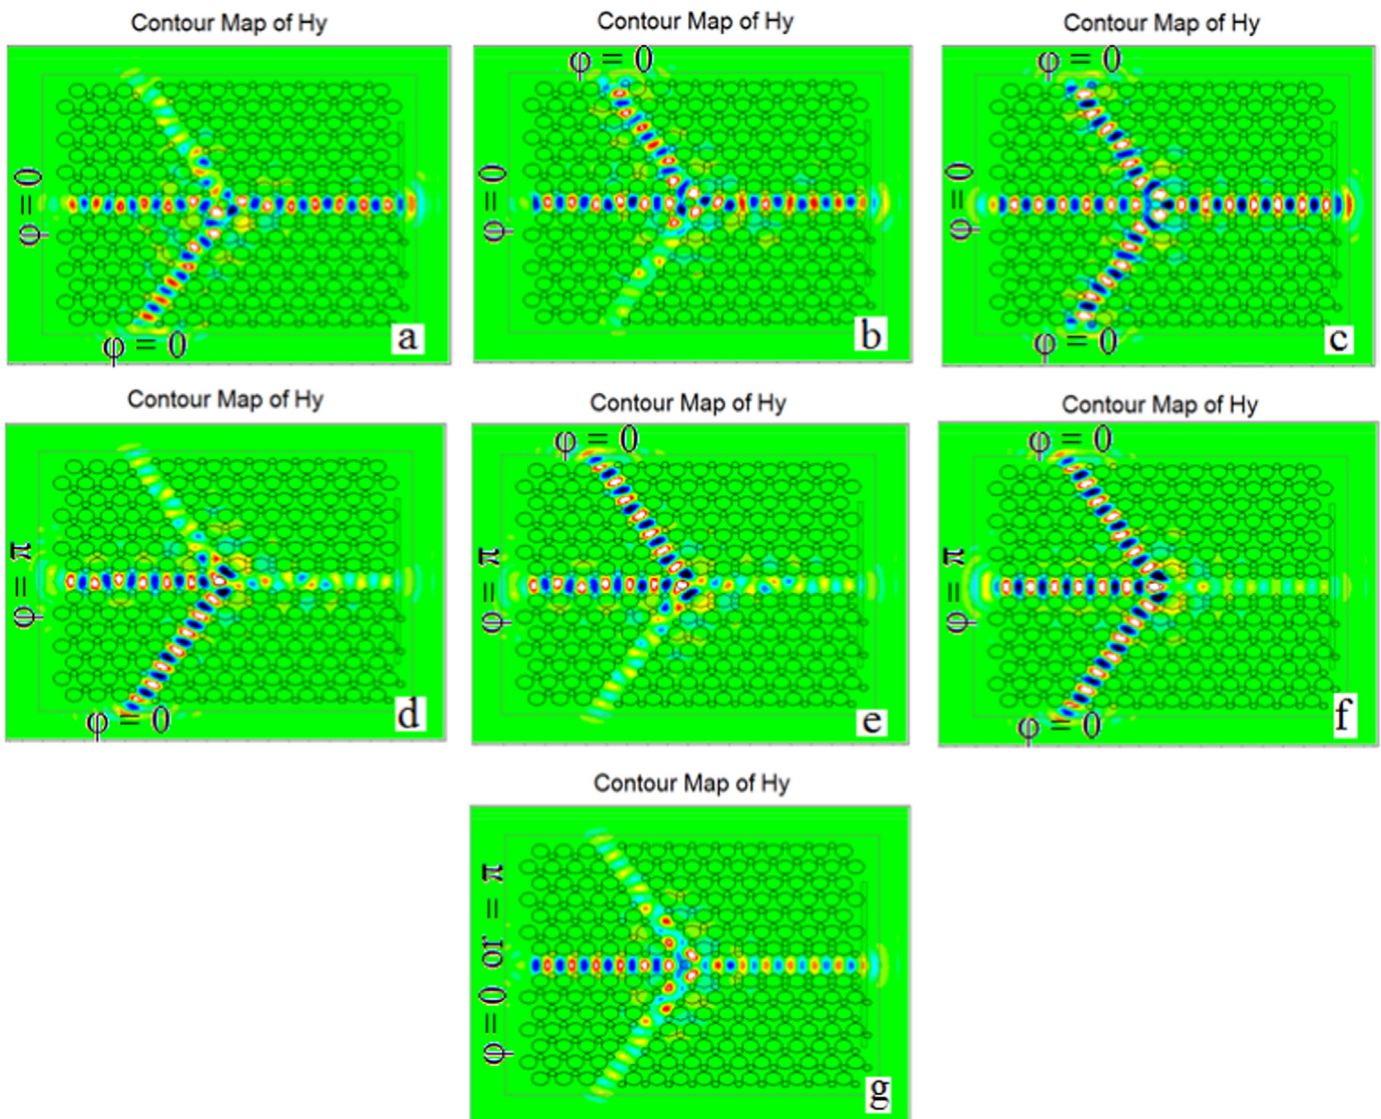 Contour Map of Hy
φ = 0
φ = 0
a
Contour Map of Hy
φ = 0
φ = 0
b
Contour Map of Hy
φ = 0
φ = 0
φ = 0
c
Contour Map of Hy
φ = π
φ = 0
d
Contour Map of Hy
φ = 0
φ = π
e
Contour Map of Hy
φ = 0
φ = π
φ = 0
f
Contour Map of Hy
φ = 0 or = π
g